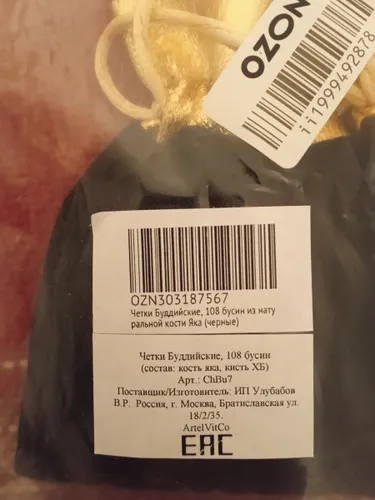 OZON
ii1999492878
OZN303187567
Четки Буддийские, 108 бусин из нату
ральной кости Яка (черные)
Четки Буддийские, 108 бусин
(состав: кость яка, кисть ХБ)
Арт.: ChBu7
Поставщик/Изготовитель: ИП Улубабов
В.Р. Россия, г. Москва, Братиславская ул.
18/2/35.
ArtelVitCo
EAC